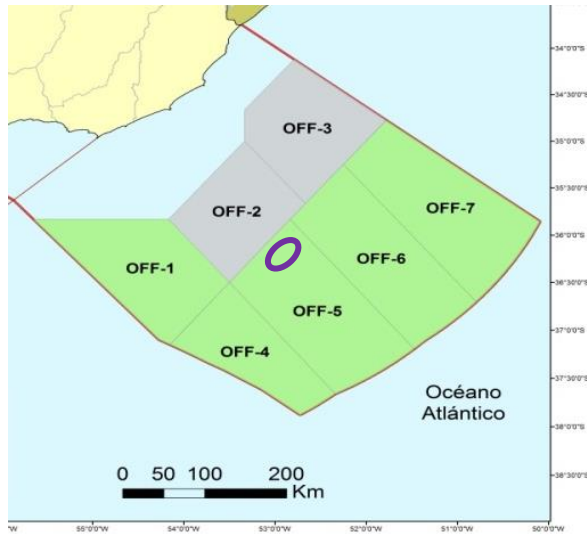 34°0'0"S
34°30'0"S
OFF-3
35°0'0"S
35°30'0"S
OFF-2
OFF-7
36°0'0"S
OFF-6
OFF-1
36°30'0"S
OFF-5
37°0'0"S
OFF-4
37°30'0"S
Océano
Atlántico
38°0'0"S
0 50 100 200
Km
38°30'0"S
55°0'0"W
54°0'0"W
53°0'0"W
52°0'0"W
51°0'0"W
50°0'0"W